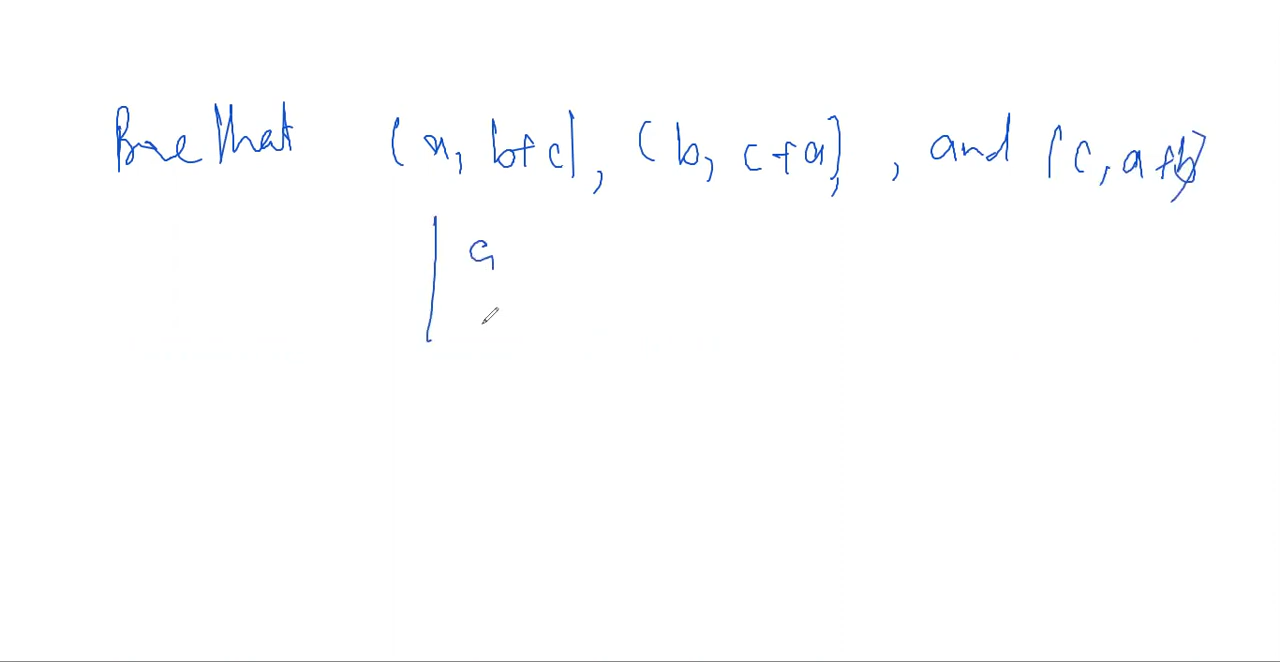 Prove that (a, b+c), (b, c+a), and (c, a+b)
| a